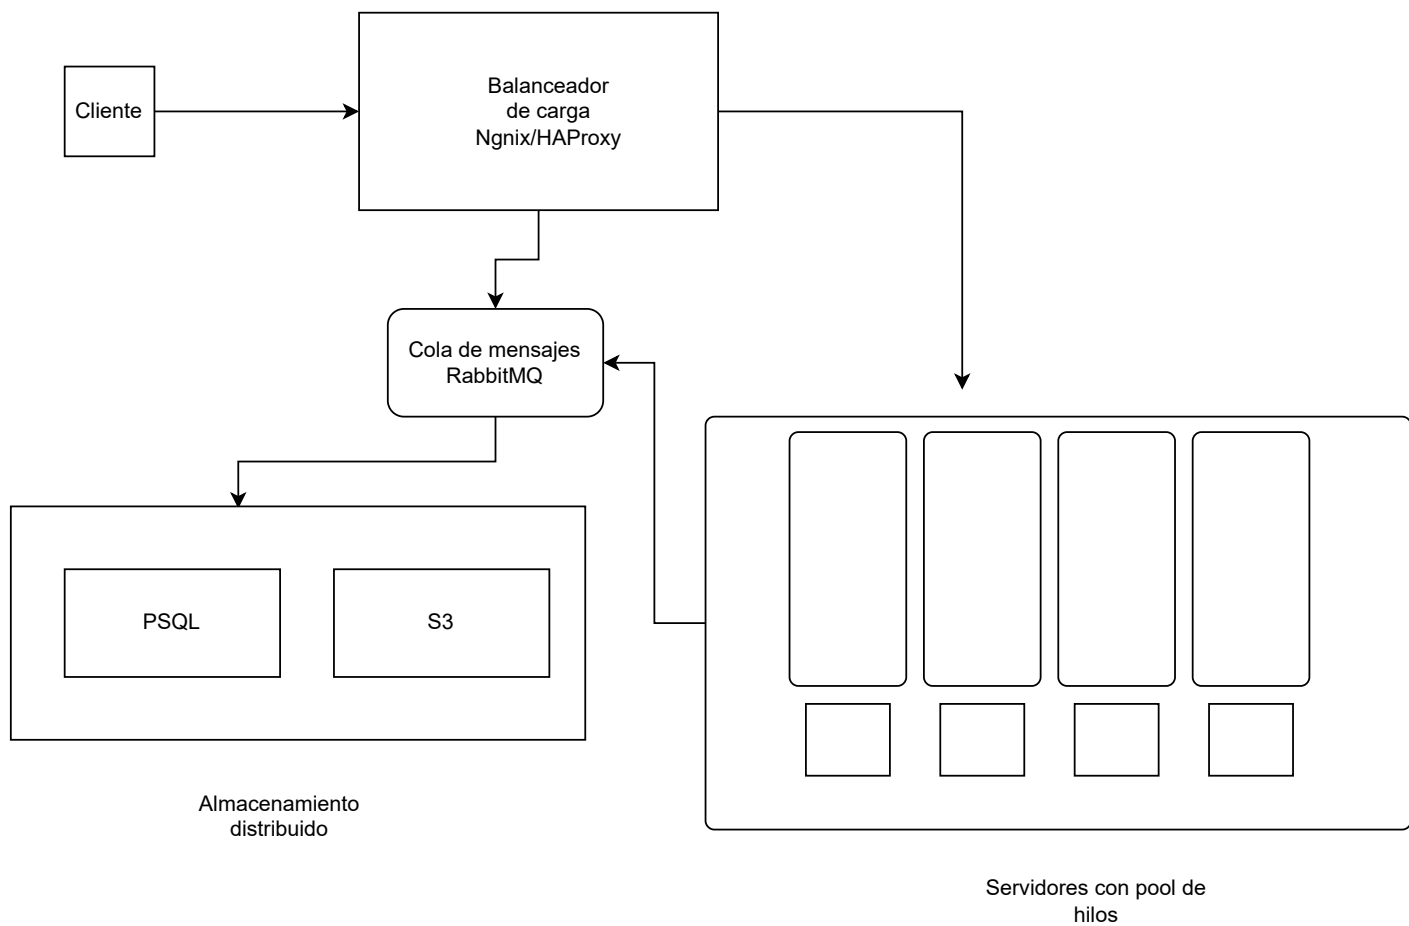 Cliente
Balanceador
de carga
Ngnix/HAProxy
Cola de mensajes
RabbitMQ
PSQL
S3
Almacenamiento
distribuido
Servidores con pool de
hilos